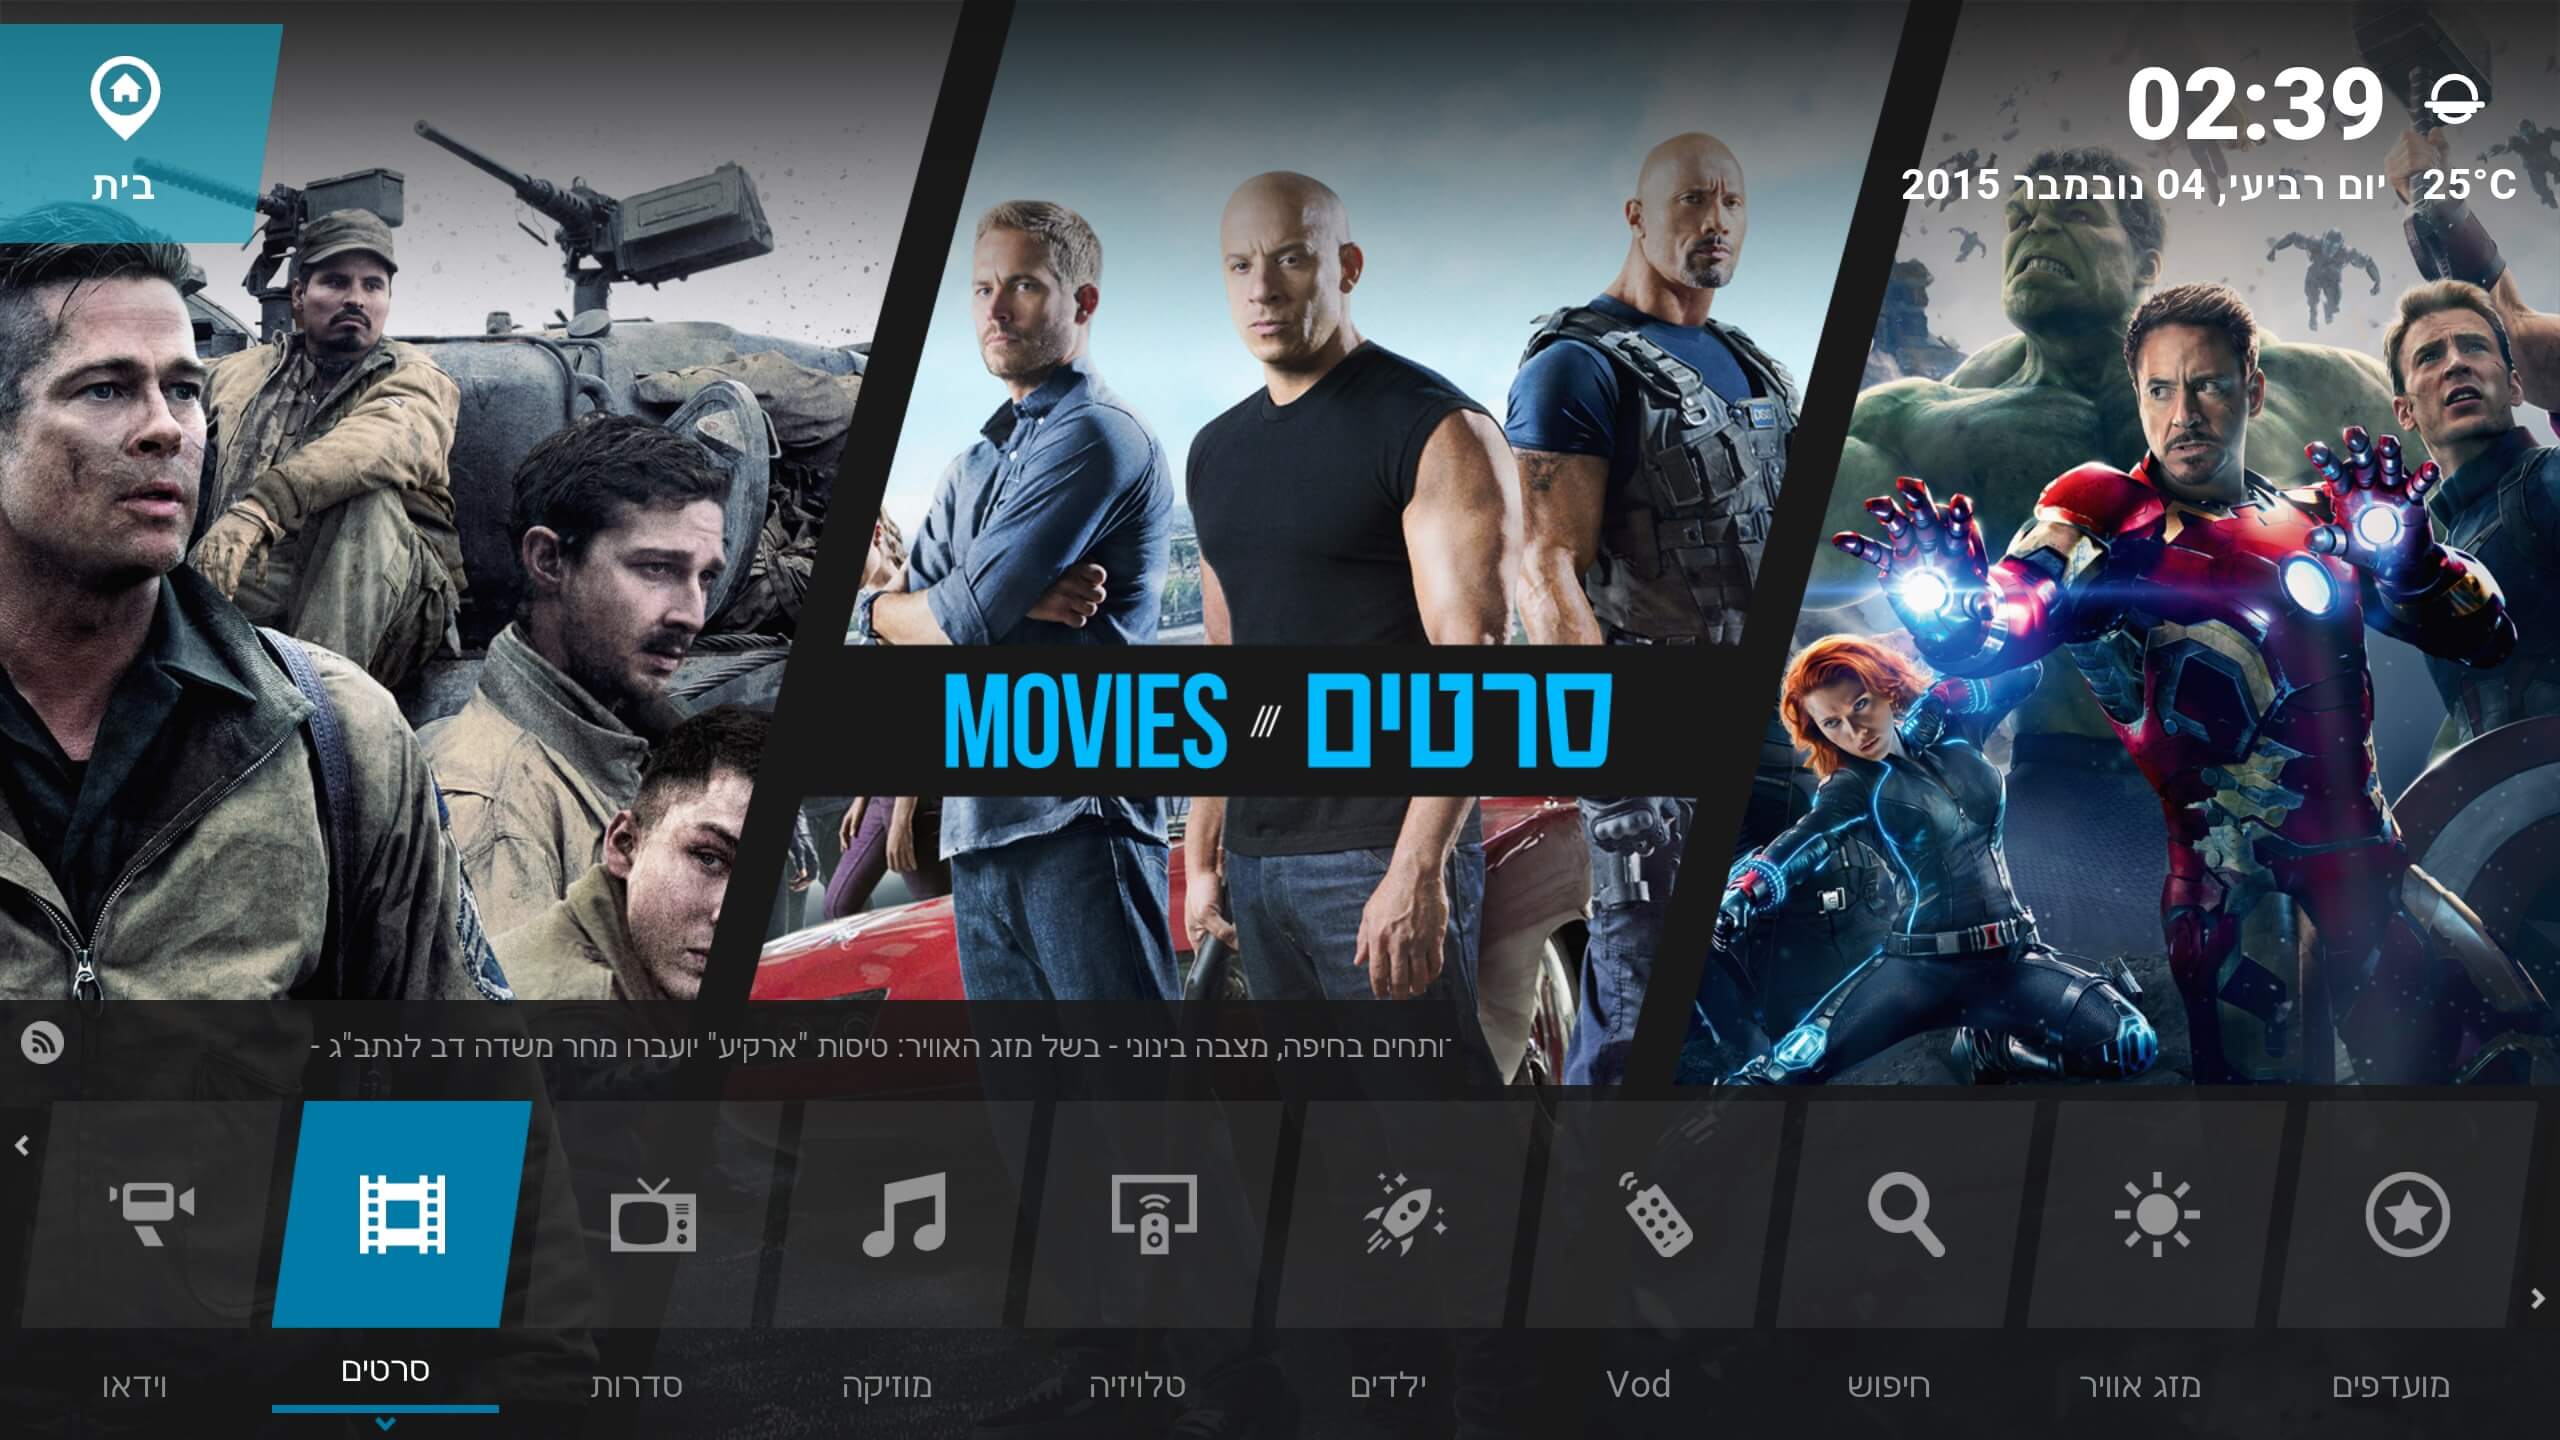 02:39
25°C
יום רביעי, 04 נובמבר 2015
בית
DSS
MOVIES /// סרטים
בחיפה, מצבה בינוני - בשל מזג האוויר: טיסות "ארקיע" יועברו מחר משדה דב לנתב"ג -
וידאו
סרטים
סדרות
מוזיקה
טלויזיה
ילדים
Vod
חיפוש
מזג אוויר
מועדפים